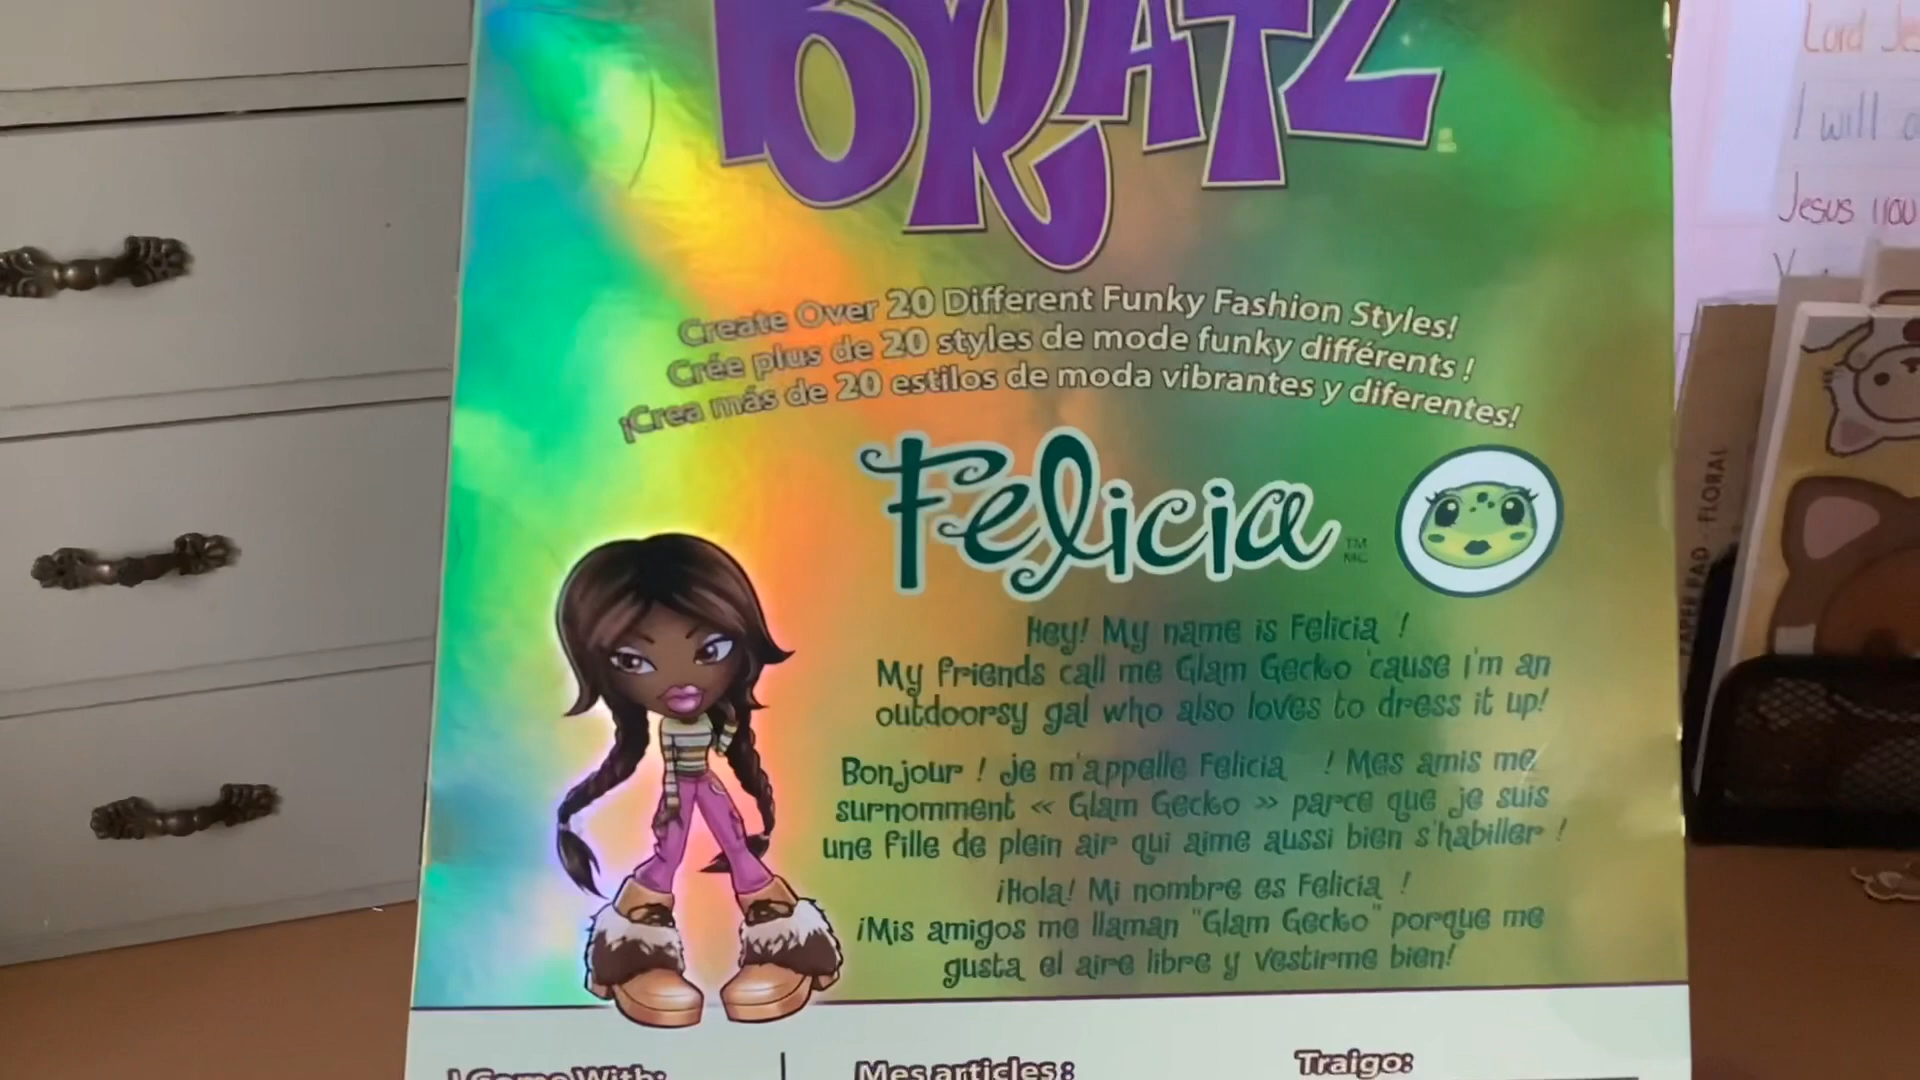 BRATZ
Create Over 20 Different Funky Fashion Styles!
Crée plus de 20 styles de mode funky différents !
¡Crea más de 20 estilos de moda vibrantes y diferentes!
Felicia
TM
MC
Hey! My name is Felicia !
My friends call me Glam Gecko 'cause i'm an
outdoorsy gal who also loves to dress it up!
Bonjour ! je m'appelle Felicia ! Mes amis me
surnomment « Glam Gecko » parce que je suis
une fille de plein air qui aime aussi bien s'habiller !
¡Hola! Mi nombre es Felicia !
¡Mis amigos me llaman "Glam Gecko" porque me
gusta el aire libre y vestirme bien!
I Come With:
Mes articles :
Traigo:
Lord
I will
Jesus
PAPER PAD - FLORAL